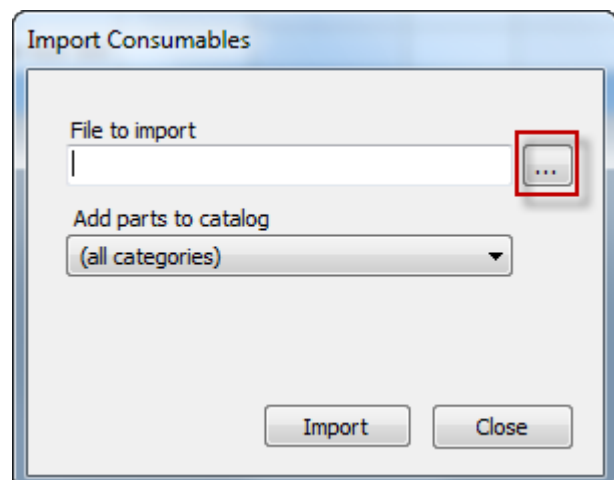 Import Consumables
File to import
...
Add parts to catalog
(all categories)
Import Close